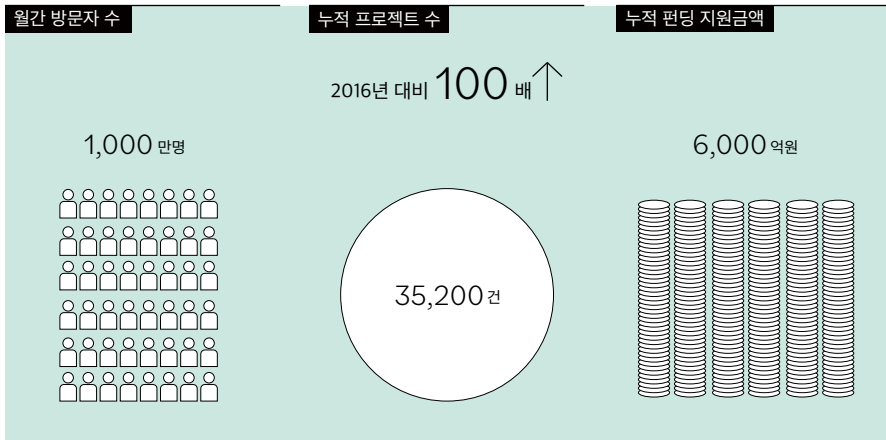 월간 방문자 수
누적 프로젝트 수
누적 펀딩 지원금액
2016년 대비 100 배
1,000 만명
35,200 건
6,000 억원